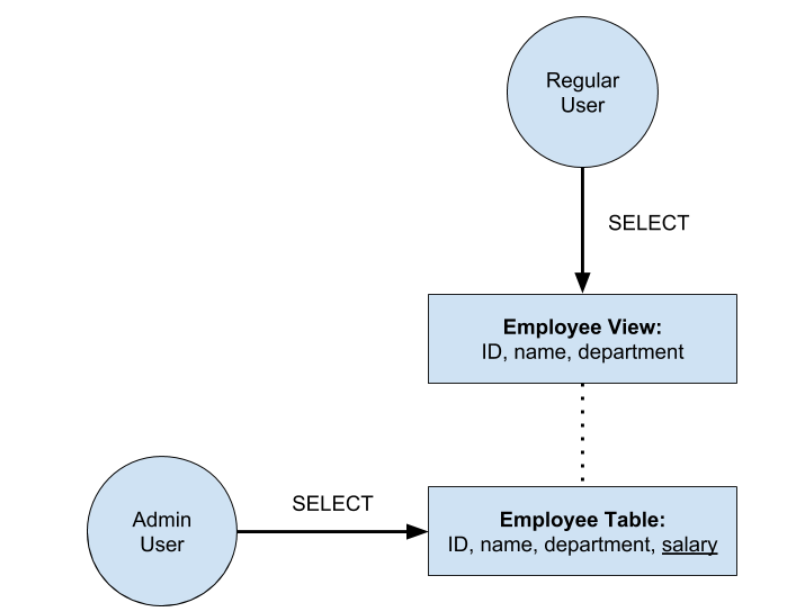 Regular
User
SELECT
Employee View:
ID, name, department
SELECT
Admin
User
Employee Table:
ID, name, department, salary